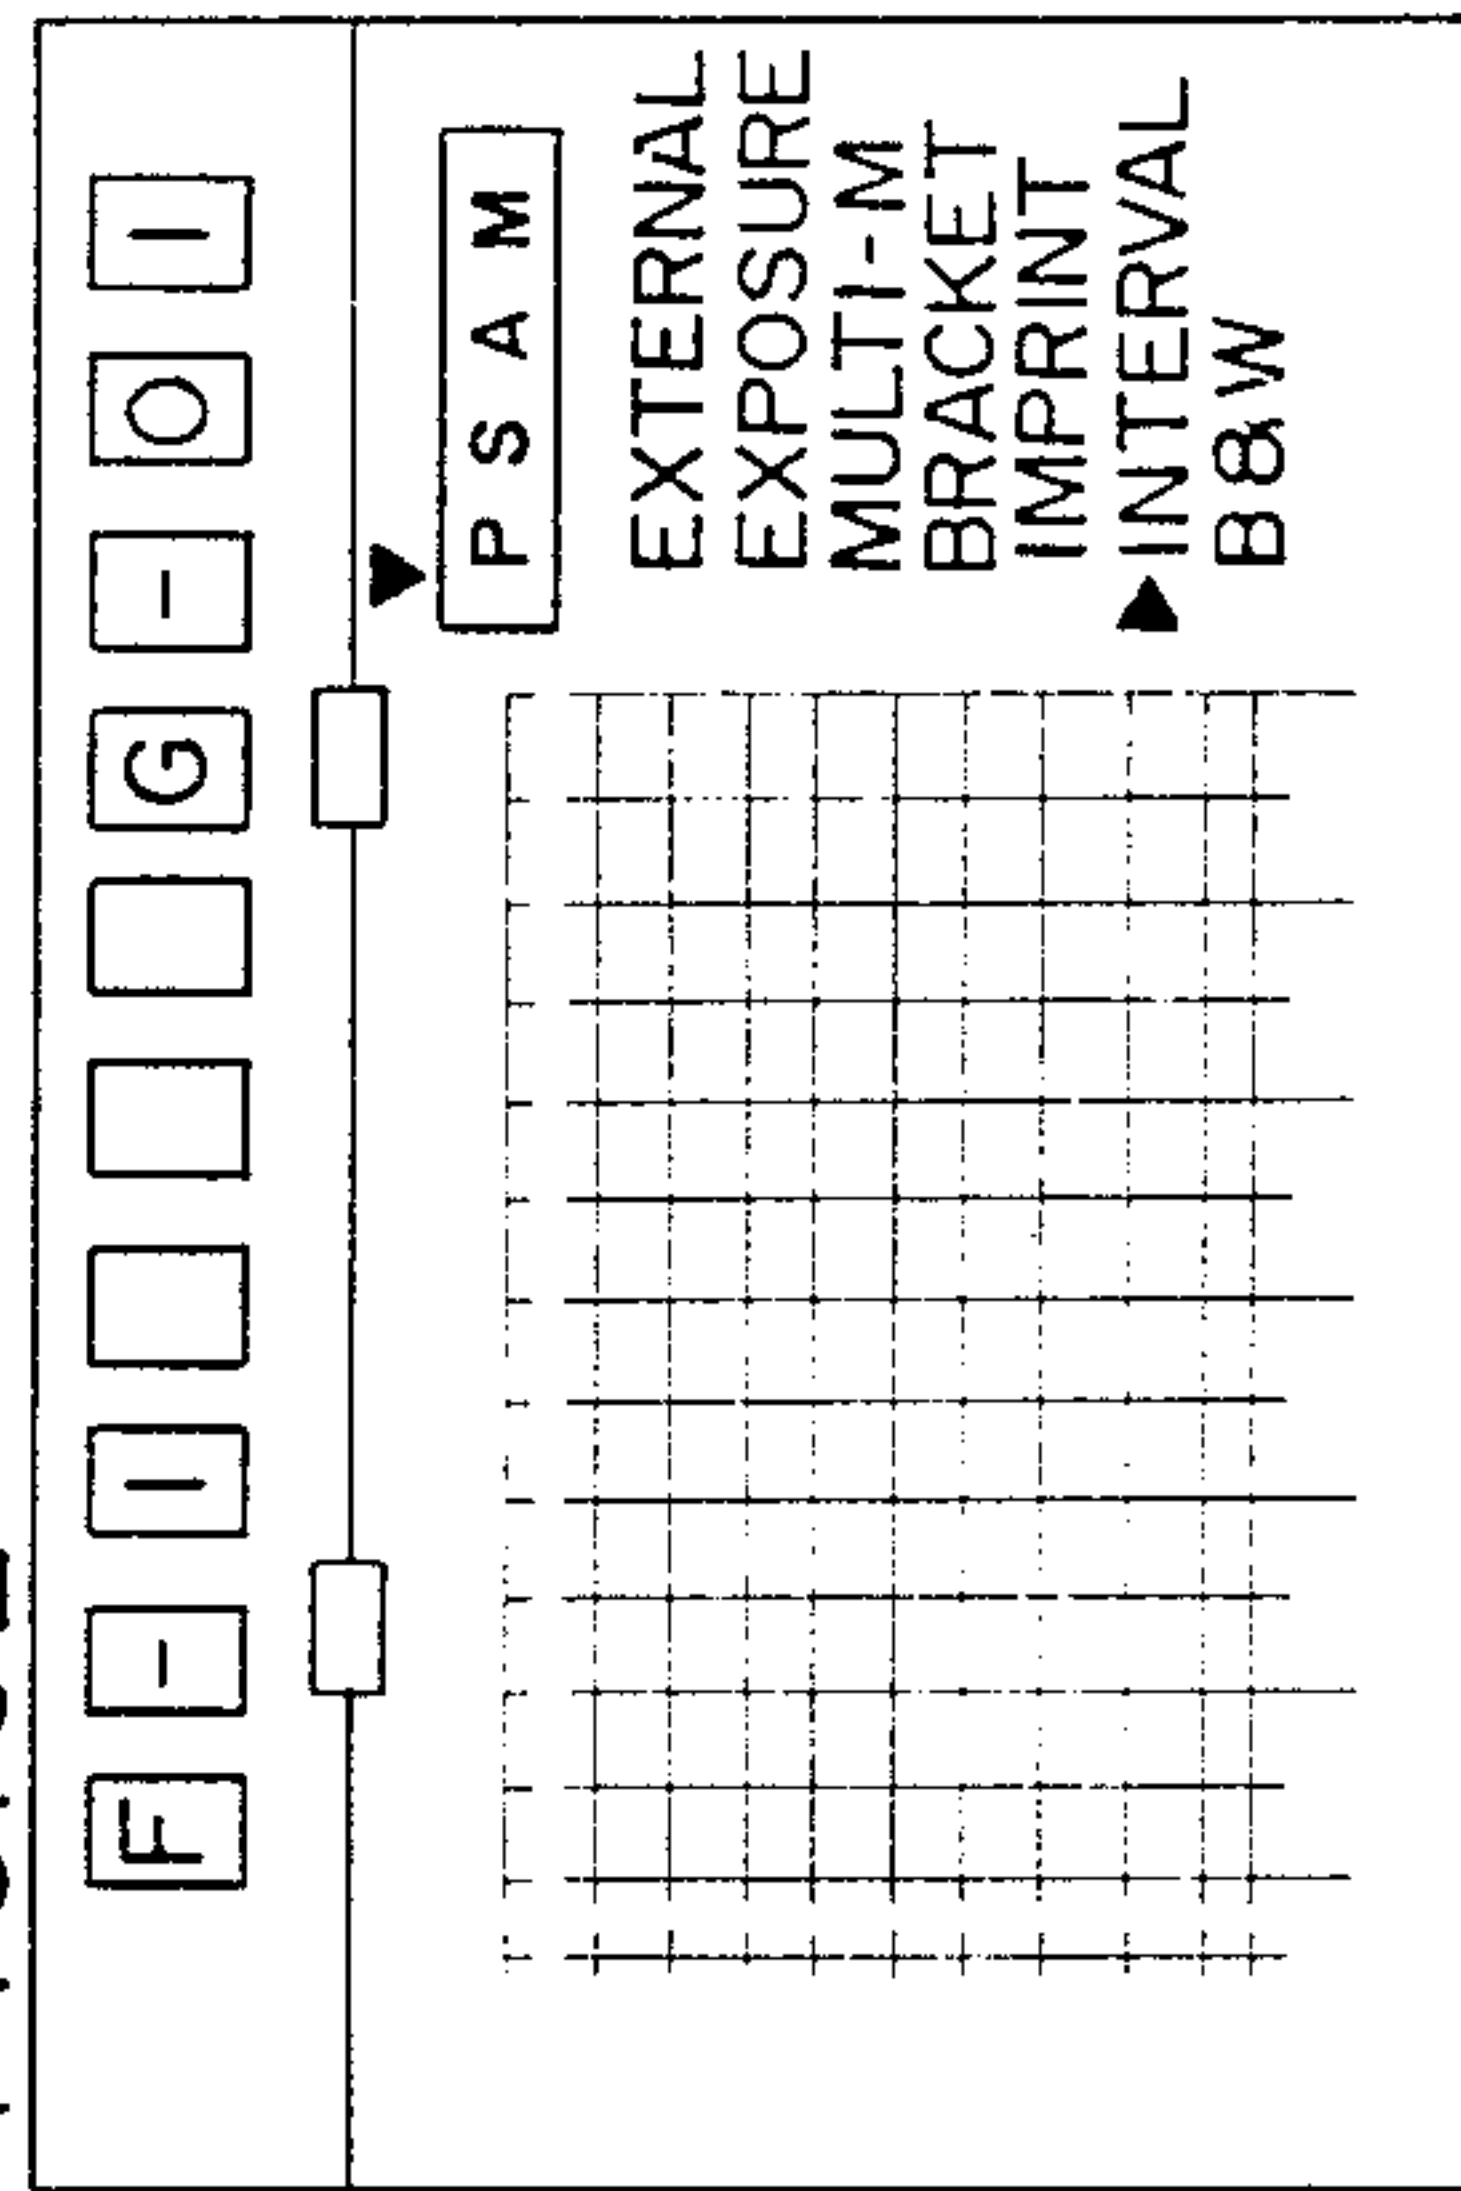 F - I G - O I
P S A M
EXTERNAL
EXPOSURE
MULTI-M
BRACKET
IMPRINT
INTERVAL
B&W